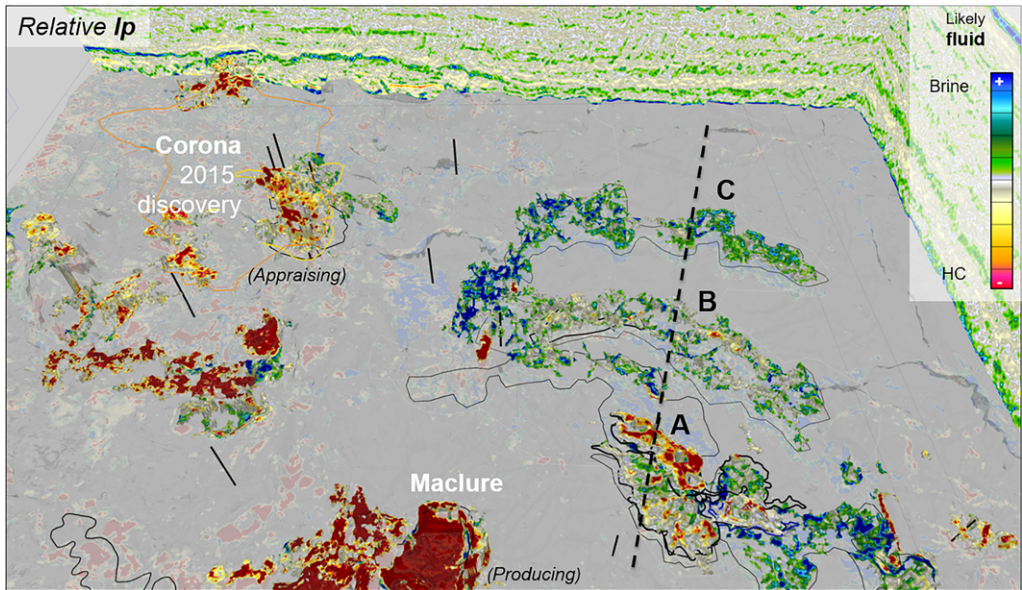 Relative Ip
Likely
fluid
Brine
+
HC
-
Corona
2015
discovery
(Appraising)
C
B
A
Maclure
(Producing)